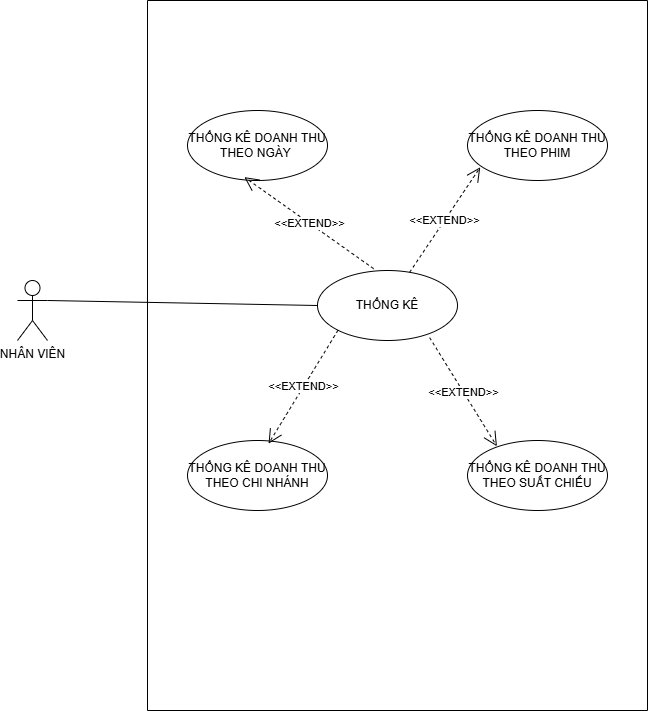 THỐNG KÊ DOANH THU
THEO NGÀY
THỐNG KÊ DOANH THU
THEO PHIM
<<EXTEND>>
<<EXTEND>>
THỐNG KÊ
NHÂN VIÊN
<<EXTEND>>
<<EXTEND>>
THỐNG KÊ DOANH THU
THEO CHI NHÁNH
THỐNG KÊ DOANH THU
THEO SUẤT CHIẾU